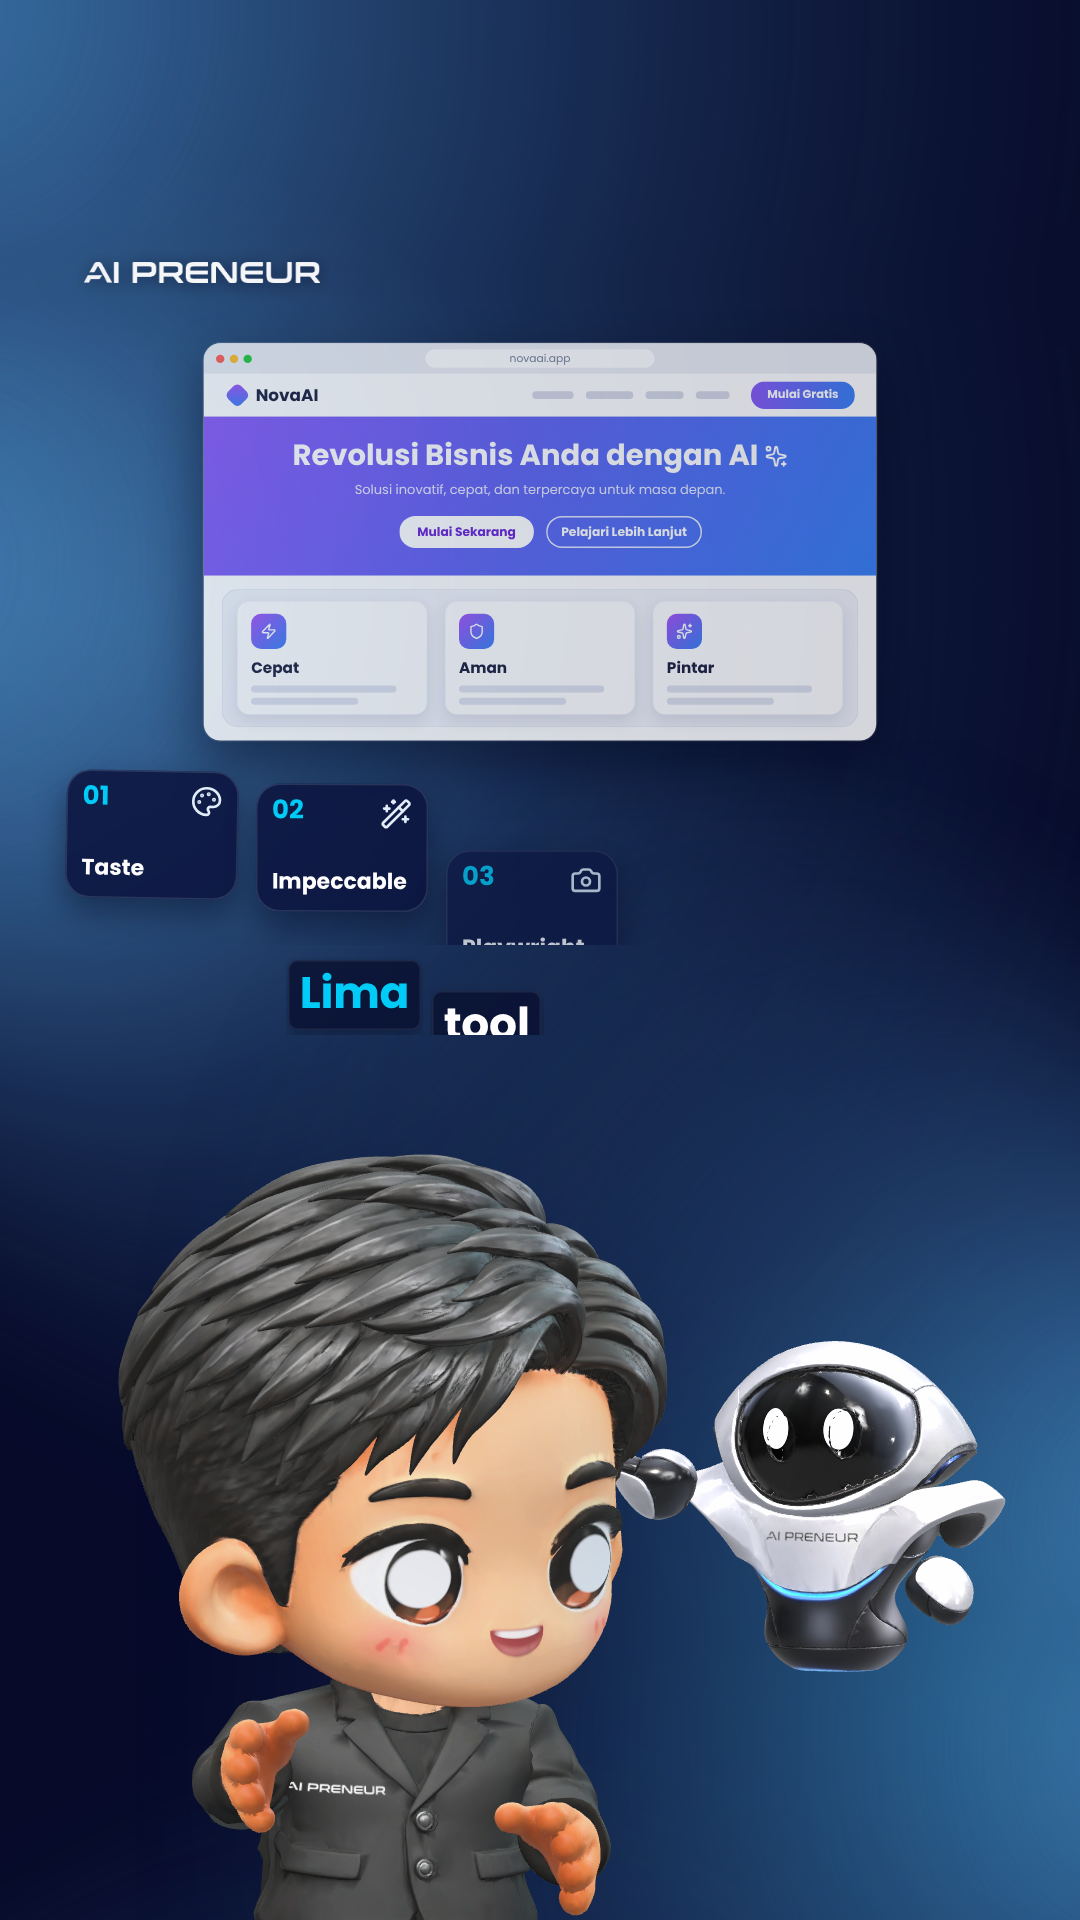 AI PRENEUR
novaai.app
NovaAI
Mulai Gratis
Revolusi Bisnis Anda dengan AI
Solusi inovatif, cepat, dan terpercaya untuk masa depan.
Mulai Sekarang
Pelajari Lebih Lanjut
Cepat
Aman
Pintar
01
Taste
02
Impeccable
03
Playwright
Lima
tool
AI PRENEUR
AI PRENEUR